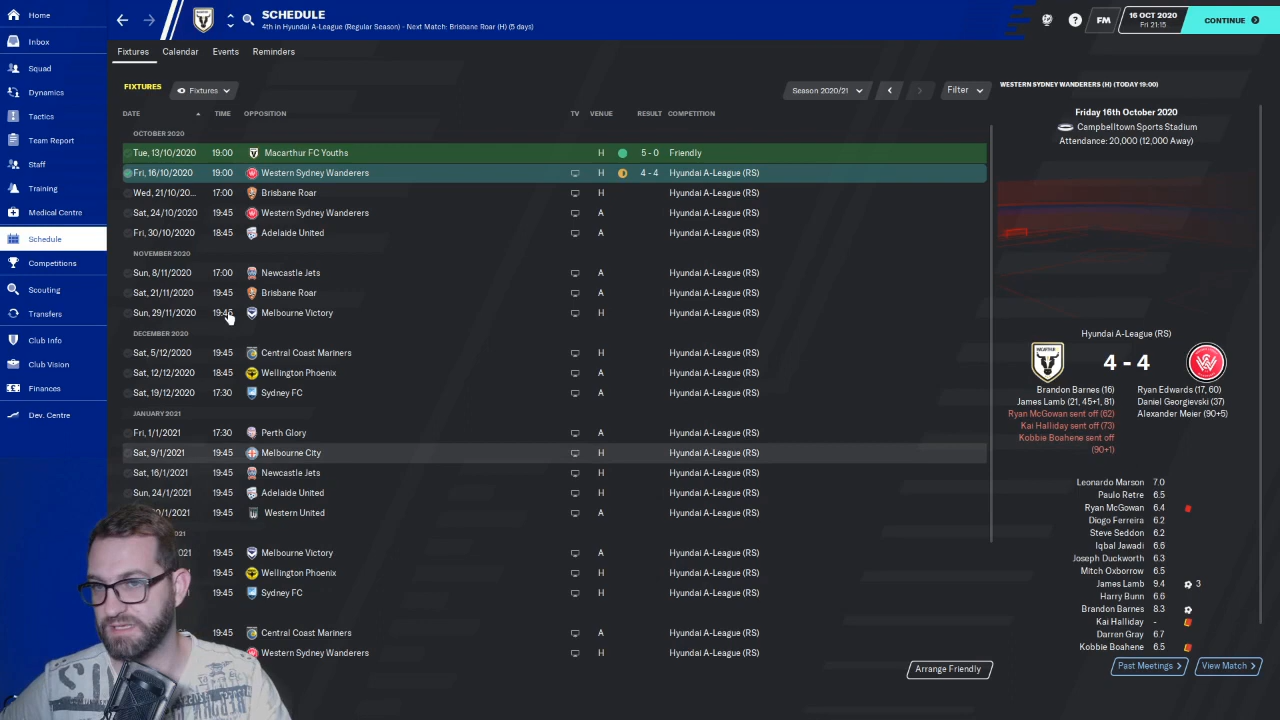 Home
Inbox
Squad
Dynamics
Tactics
Team Report
Staff
Training
Medical Centre
Schedule
Competitions
Scouting
Transfers
Club Info
Club Vision
Finances
Dev. Centre
SCHEDULE
4th in Hyundai A-League (Regular Season) - Next Match: Brisbane Roar (H) (5 days)
?
FM
16 OCT 2020
Fri 21:15
CONTINUE
Fixtures Calendar Events Reminders
FIXTURES Fixtures Season 2020/21 Filter
DATE TIME OPPOSITION TV VENUE RESULT COMPETITION
OCTOBER 2020
Tue, 13/10/2020 19:00 Macarthur FC Youths H 5 - 0 Friendly
Fri, 16/10/2020 19:00 Western Sydney Wanderers H 4 - 4 Hyundai A-League (RS)
Wed, 21/10/20... 17:00 Brisbane Roar H Hyundai A-League (RS)
Sat, 24/10/2020 19:45 Western Sydney Wanderers A Hyundai A-League (RS)
Fri, 30/10/2020 18:45 Adelaide United A Hyundai A-League (RS)
NOVEMBER 2020
Sun, 8/11/2020 17:00 Newcastle Jets A Hyundai A-League (RS)
Sat, 21/11/2020 19:45 Brisbane Roar A Hyundai A-League (RS)
Sun, 29/11/2020 19:45 Melbourne Victory H Hyundai A-League (RS)
DECEMBER 2020
Sat, 5/12/2020 19:45 Central Coast Mariners H Hyundai A-League (RS)
Sat, 12/12/2020 18:45 Wellington Phoenix A Hyundai A-League (RS)
Sat, 19/12/2020 17:30 Sydney FC A Hyundai A-League (RS)
JANUARY 2021
Fri, 1/1/2021 17:30 Perth Glory A Hyundai A-League (RS)
Sat, 9/1/2021 19:45 Melbourne City H Hyundai A-League (RS)
Sat, 16/1/2021 19:45 Newcastle Jets H Hyundai A-League (RS)
Sun, 24/1/2021 19:45 Adelaide United H Hyundai A-League (RS)
/1/2021 19:45 Western United A Hyundai A-League (RS)
19:45 Melbourne Victory A Hyundai A-League (RS)
19:45 Wellington Phoenix H Hyundai A-League (RS)
19:45 Sydney FC H Hyundai A-League (RS)
19:45 Central Coast Mariners A Hyundai A-League (RS)
Western Sydney Wanderers H Hyundai A-League (RS)
Arrange Friendly
WESTERN SYDNEY WANDERERS (H) (TODAY 19:00)
Friday 16th October 2020
Campbelltown Sports Stadium
Attendance: 20,000 (12,000 Away)
Hyundai A-League (RS)
MACARTHUR
4 - 4
Brandon Barnes (16) Ryan Edwards (17, 60)
James Lamb (21, 45+1, 81) Daniel Georgievski (37)
Ryan McGowan sent off (62) Alexander Meier (90+5)
Kai Halliday sent off (73)
Kobbie Boahene sent off
(90+1)
Leonardo Marson 7.0
Paulo Retre 6.5
Ryan McGowan 6.4
Diogo Ferreira 6.2
Steve Seddon 6.2
Iqbal Jawadi 6.6
Joseph Duckworth 6.3
Mitch Oxborrow 6.5
James Lamb 9.4 3
Harry Bunn 6.6
Brandon Barnes 8.3
Kai Halliday -
Darren Gray 6.7
Kobbie Boahene 6.5
Past Meetings View Match